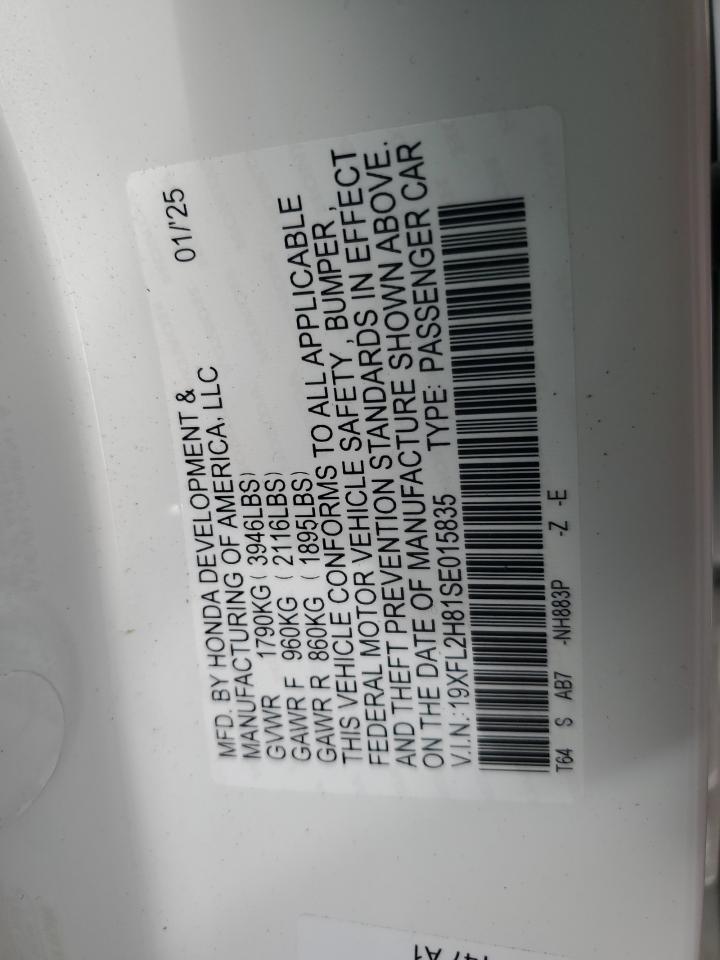 MFD. BY HONDA DEVELOPMENT &
MANUFACTURING OF AMERICA, LLC 01/'25
GVWR 1790KG ( 3946LBS)
GAWR F 960KG ( 2116LBS)
GAWR R 860KG ( 1895LBS)
THIS VEHICLE CONFORMS TO ALL APPLICABLE
FEDERAL MOTOR VEHICLE SAFETY , BUMPER ,
AND THEFT PREVENTION STANDARDS IN EFFECT
ON THE DATE OF MANUFACTURE SHOWN ABOVE.
V.I.N.: 19XFL2H81SE015835 TYPE: PASSENGER CAR
T64 S AB7 -NH883P -Z -E
A1